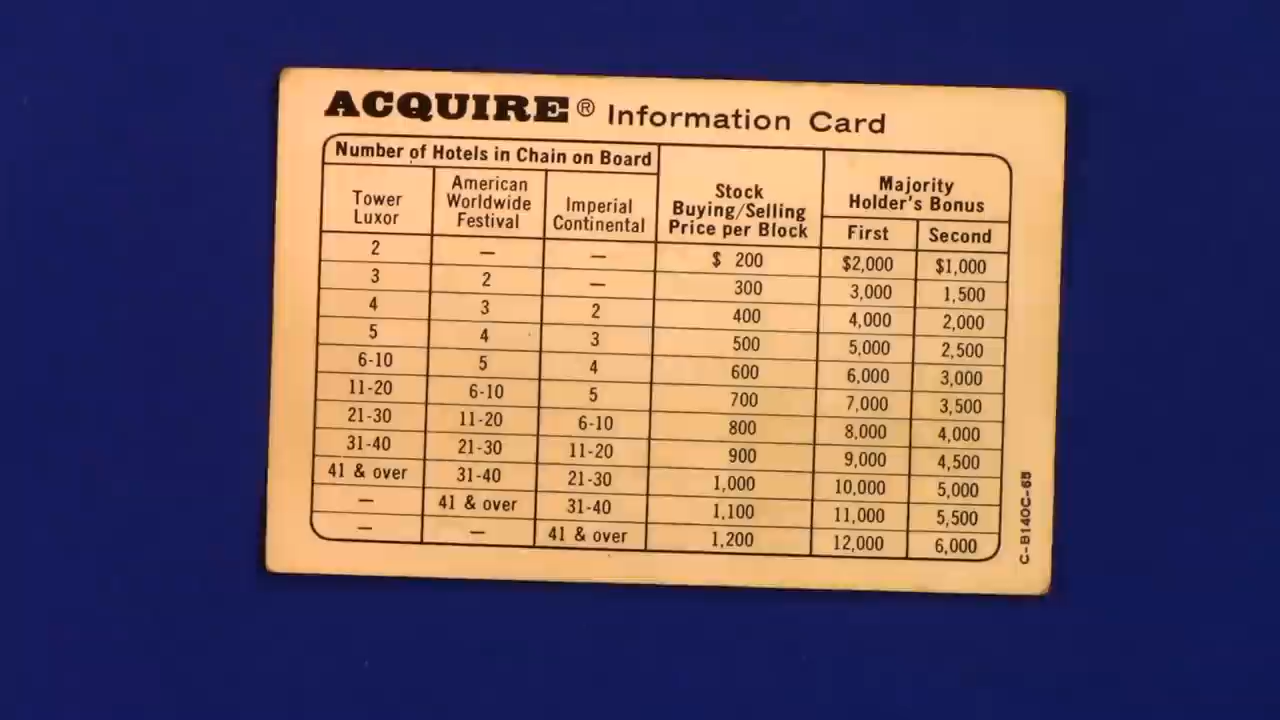 ACQUIRE® Information Card
Number of Hotels in Chain on Board
Tower Luxor | American Worldwide Festival | Imperial Continental | Stock Buying/Selling Price per Block | Majority Holder's Bonus
First | Second
2 | — | — | $ 200 | $2,000 | $1,000
3 | 2 | — | 300 | 3,000 | 1,500
4 | 3 | 2 | 400 | 4,000 | 2,000
5 | 4 | 3 | 500 | 5,000 | 2,500
6-10 | 5 | 4 | 600 | 6,000 | 3,000
11-20 | 6-10 | 5 | 700 | 7,000 | 3,500
21-30 | 11-20 | 6-10 | 800 | 8,000 | 4,000
31-40 | 21-30 | 11-20 | 900 | 9,000 | 4,500
41 & over | 31-40 | 21-30 | 1,000 | 10,000 | 5,000
— | 41 & over | 31-40 | 1,100 | 11,000 | 5,500
— | — | 41 & over | 1,200 | 12,000 | 6,000
C-B140C-65